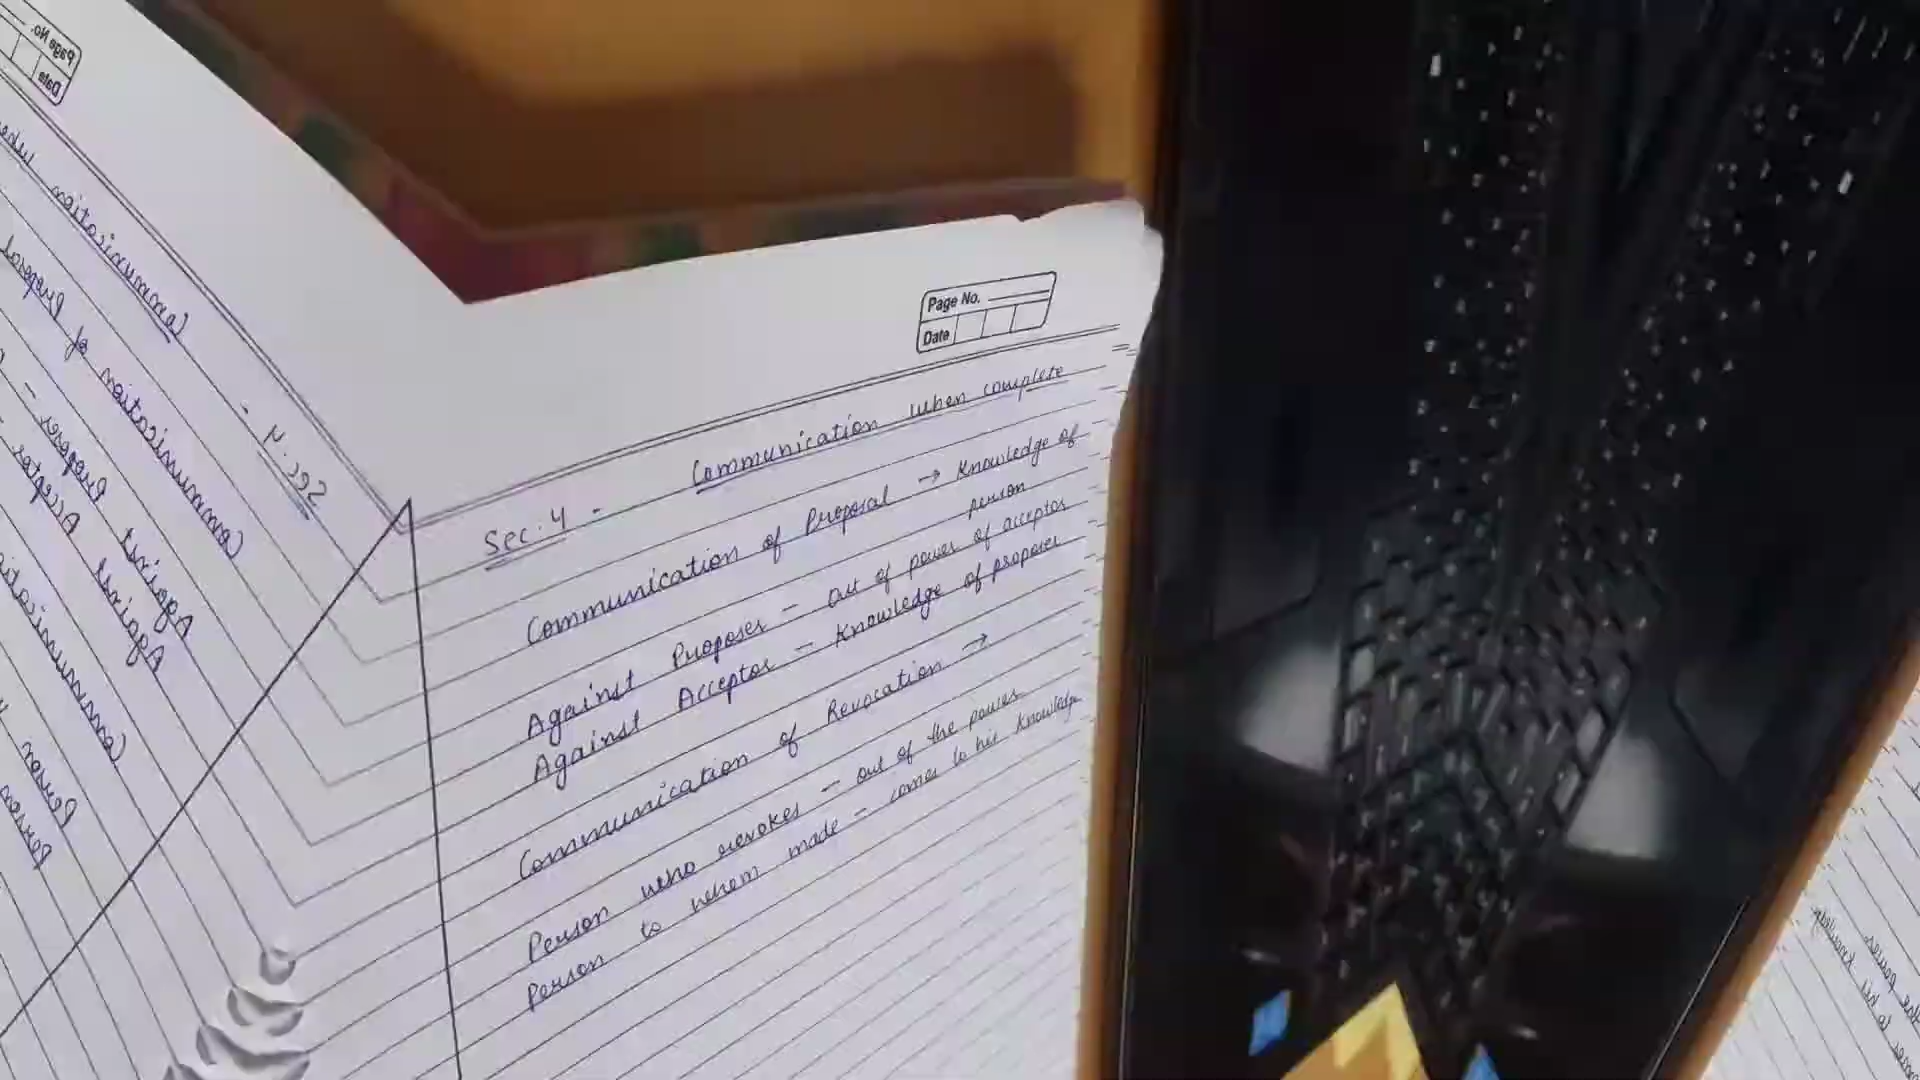 Page No.
Date
Sec. 4 - Communication when complete
Communication of Proposal → Knowledge of
person
Against Proposer - out of power of acceptor
Against Acceptor - Knowledge of proposer
Communication of Revocation →
Person who revokes - out of the power
Person to whom made - comes to his knowledge